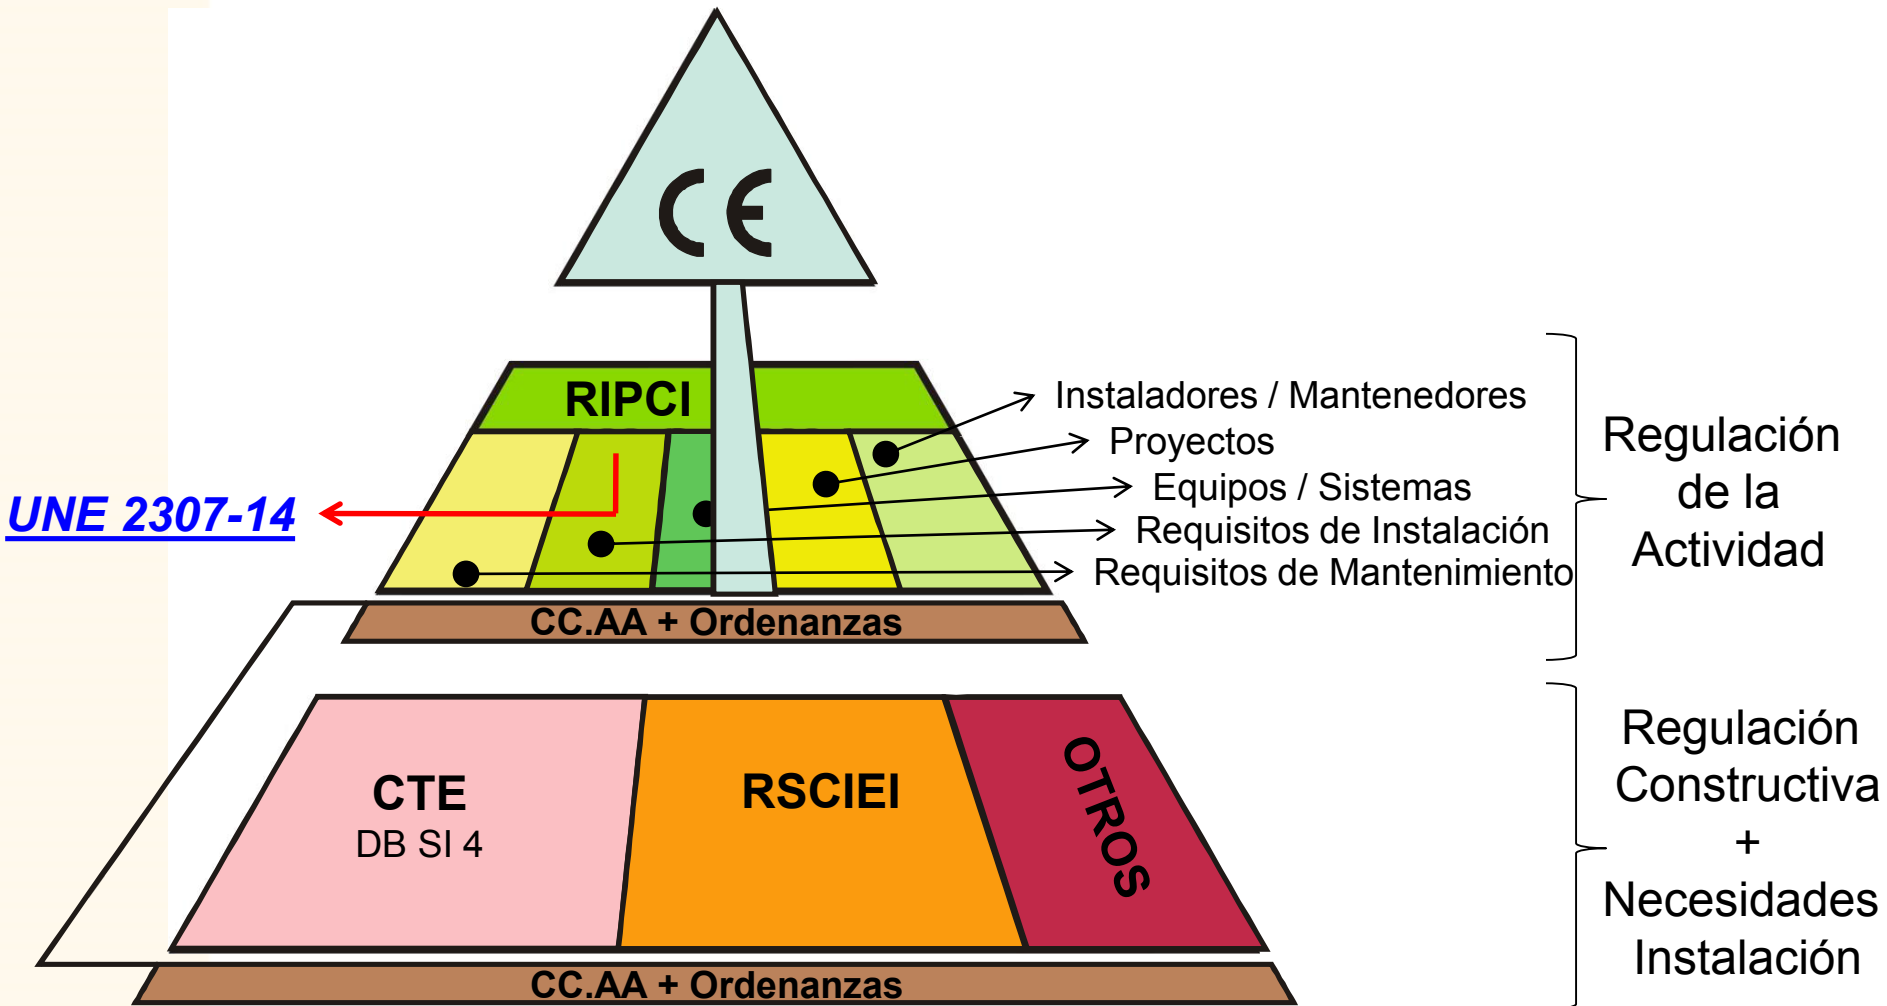 CE
RIPCI
Instaladores / Mantenedores
Proyectos
Equipos / Sistemas
Requisitos de Instalación
Requisitos de Mantenimiento
UNE 2307-14
CC.AA + Ordenanzas
Regulación
de la
Actividad
CTE
DB SI 4
RSCIEI
OTROS
CC.AA + Ordenanzas
Regulación
Constructiva
+
Necesidades
Instalación